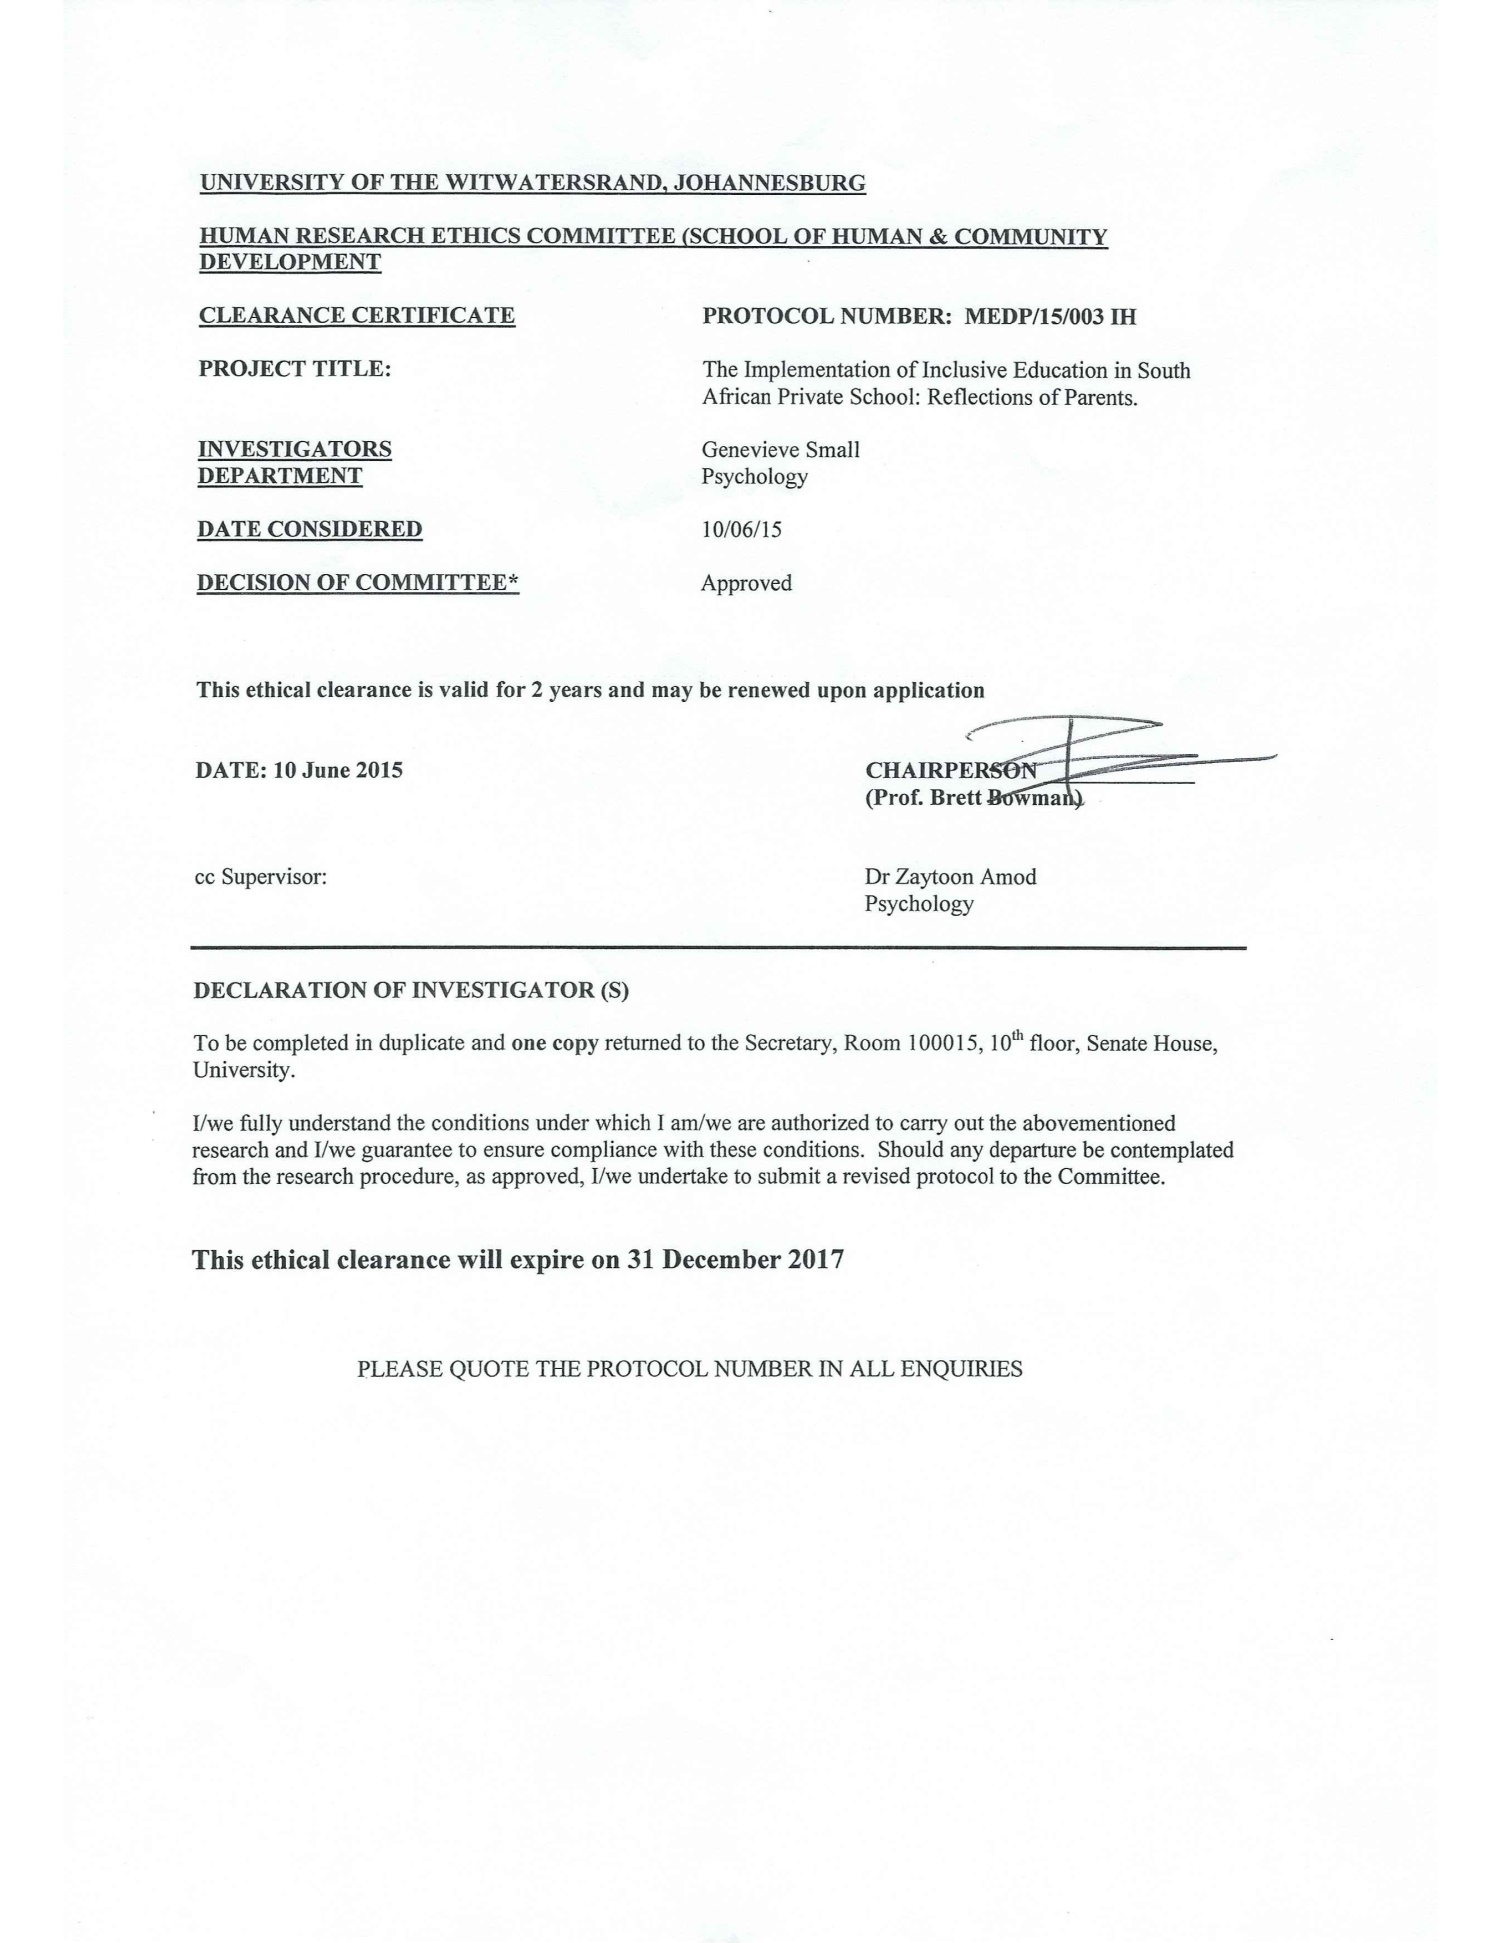 UNIVERSITY OF THE WITWATERSRAND, JOHANNESBURG
HUMAN RESEARCH ETHICS COMMITTEE (SCHOOL OF HUMAN & COMMUNITY
DEVELOPMENT
CLEARANCE CERTIFICATE PROTOCOL NUMBER: MEDP/15/003 IH
PROJECT TITLE: The Implementation of Inclusive Education in South
African Private School: Reflections of Parents.
INVESTIGATORS Genevieve Small
DEPARTMENT Psychology
DATE CONSIDERED 10/06/15
DECISION OF COMMITTEE* Approved
This ethical clearance is valid for 2 years and may be renewed upon application
DATE: 10 June 2015 CHAIRPERSON
(Prof. Brett Bowman)
cc Supervisor: Dr Zaytoon Amod
Psychology
DECLARATION OF INVESTIGATOR (S)
To be completed in duplicate and one copy returned to the Secretary, Room 100015, 10th floor, Senate House,
University.
I/we fully understand the conditions under which I am/we are authorized to carry out the abovementioned
research and I/we guarantee to ensure compliance with these conditions. Should any departure be contemplated
from the research procedure, as approved, I/we undertake to submit a revised protocol to the Committee.
This ethical clearance will expire on 31 December 2017
PLEASE QUOTE THE PROTOCOL NUMBER IN ALL ENQUIRIES